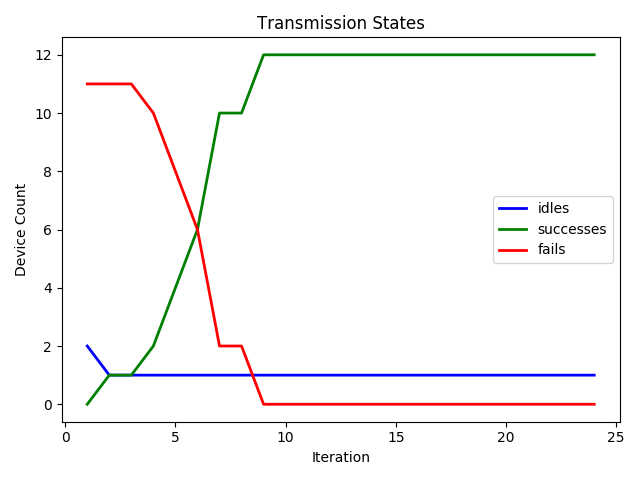 Transmission States
Device Count
12
10
8
6
4
2
0
idles
successes
fails
0 5 10 15 20 25
Iteration